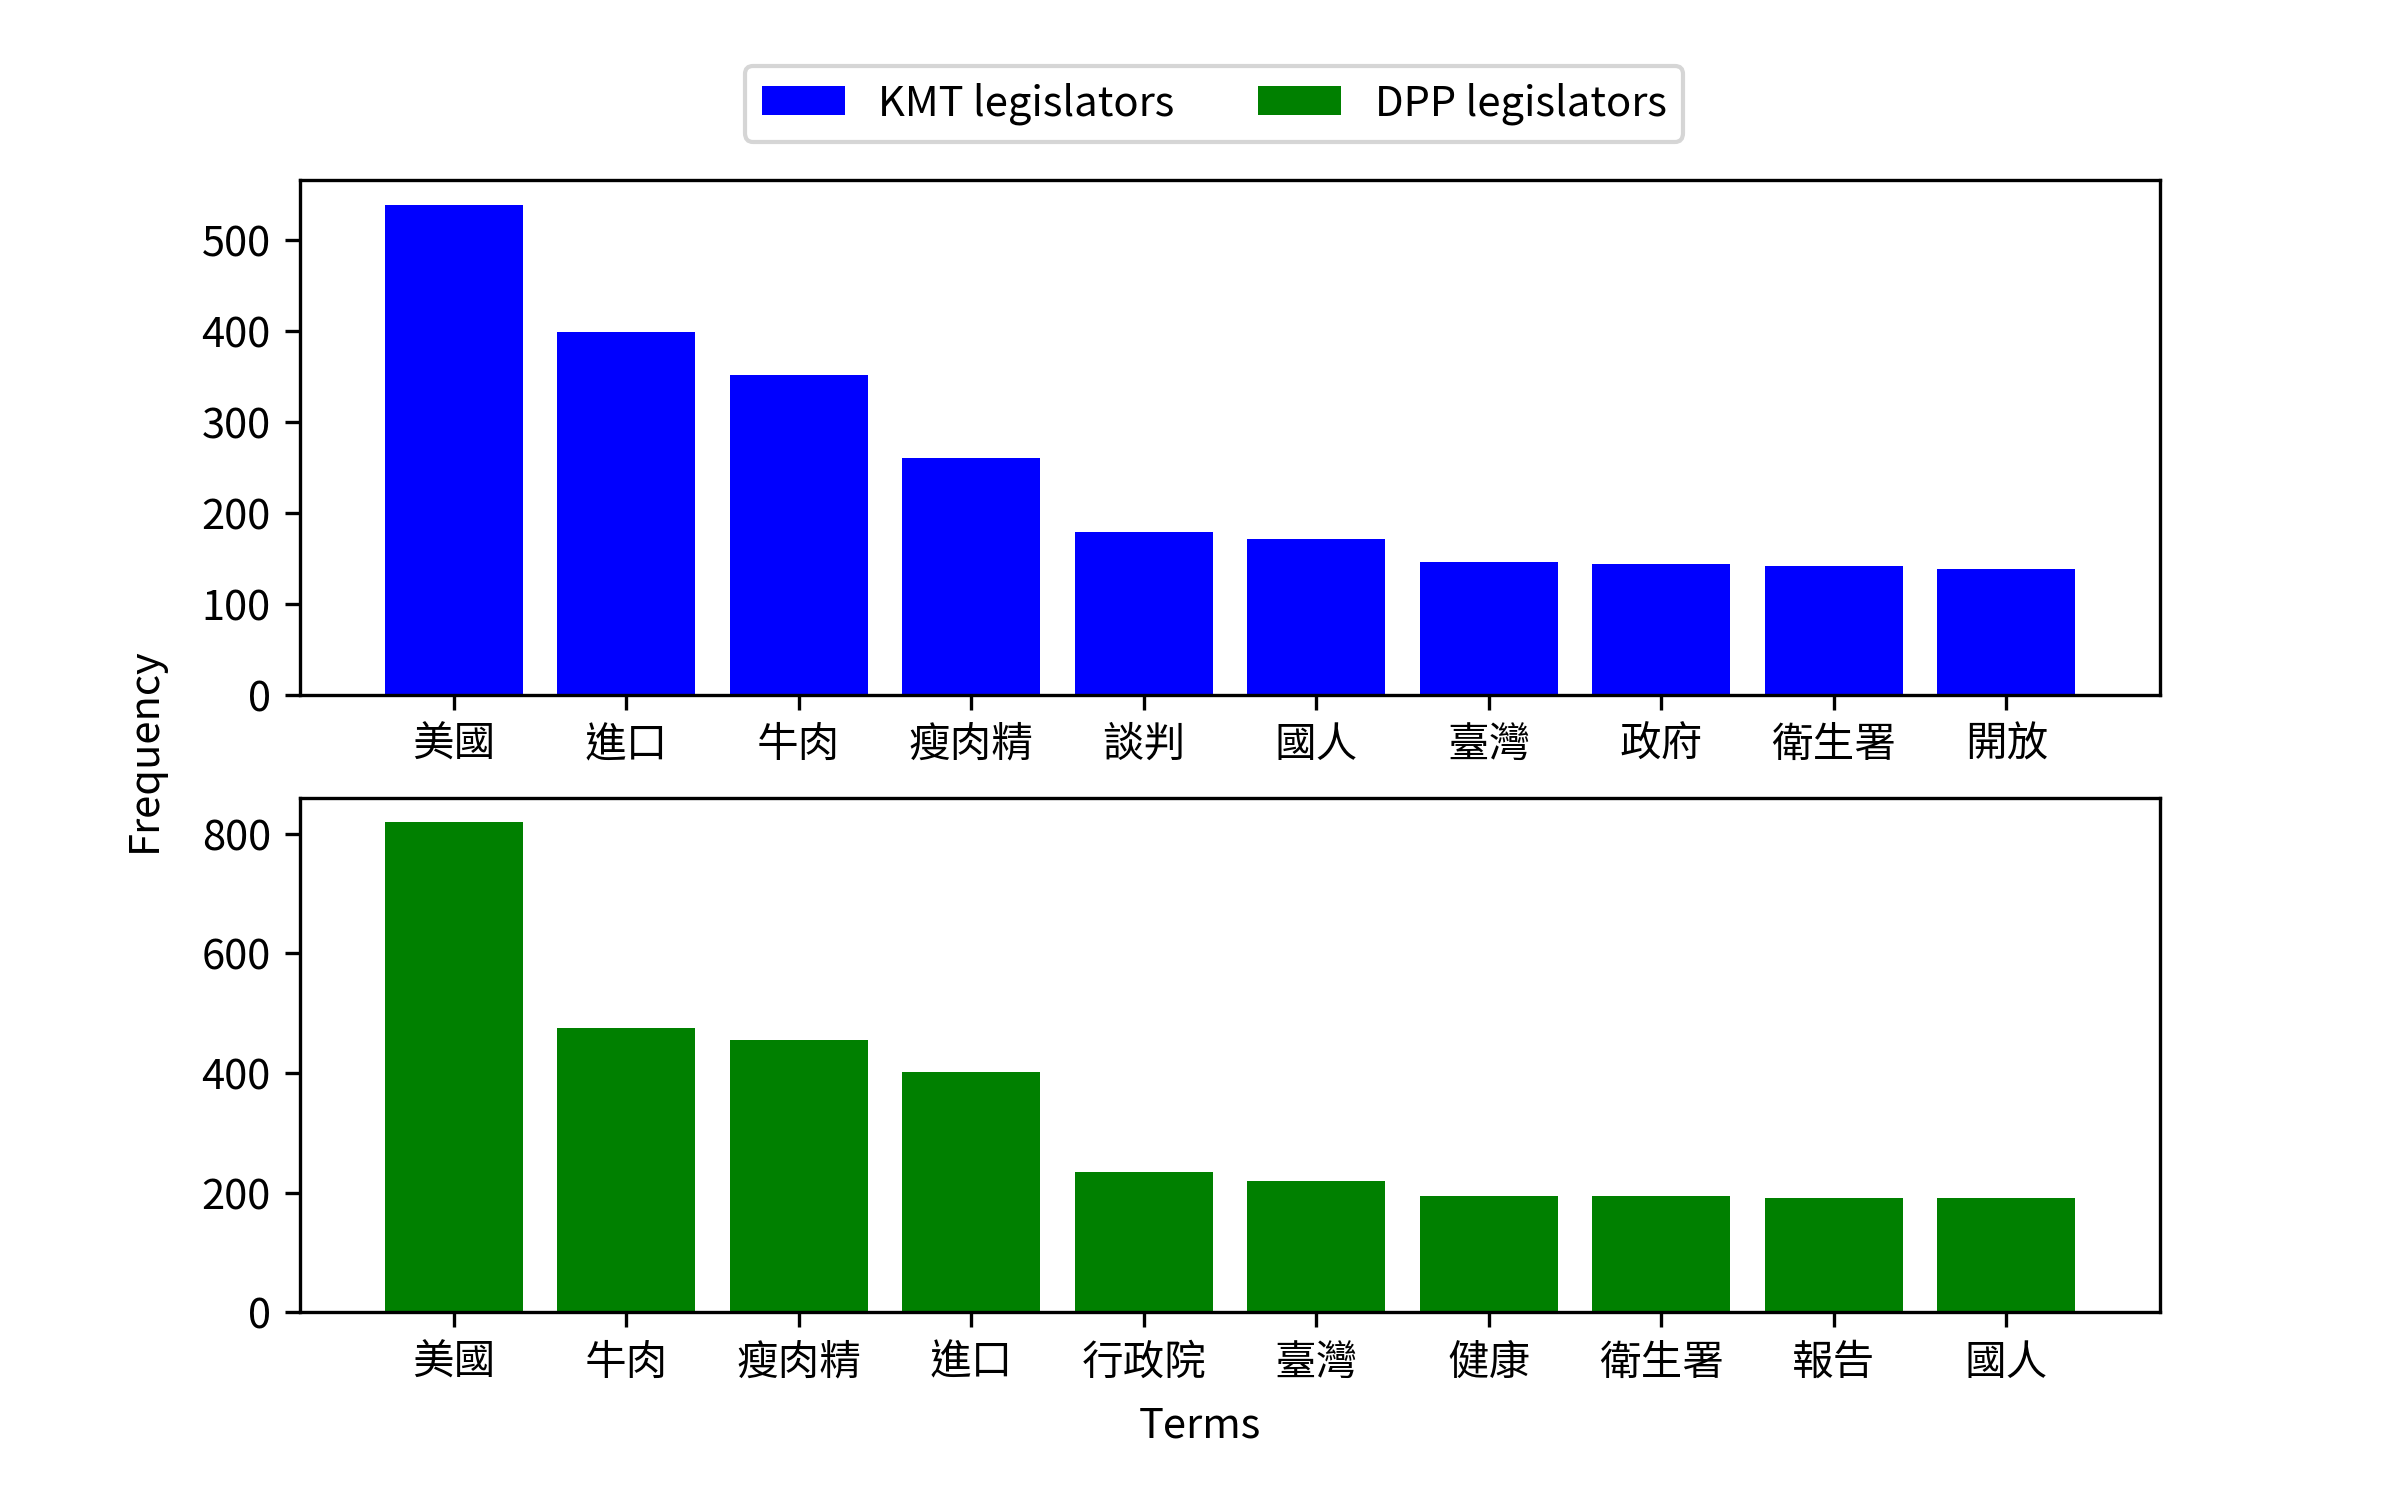 KMT legislators DPP legislators
Frequency
500
400
300
200
100
0
美國 進口 牛肉 瘦肉精 談判 國人 臺灣 政府 衛生署 開放
800
600
400
200
0
美國 牛肉 瘦肉精 進口 行政院 臺灣 健康 衛生署 報告 國人
Terms